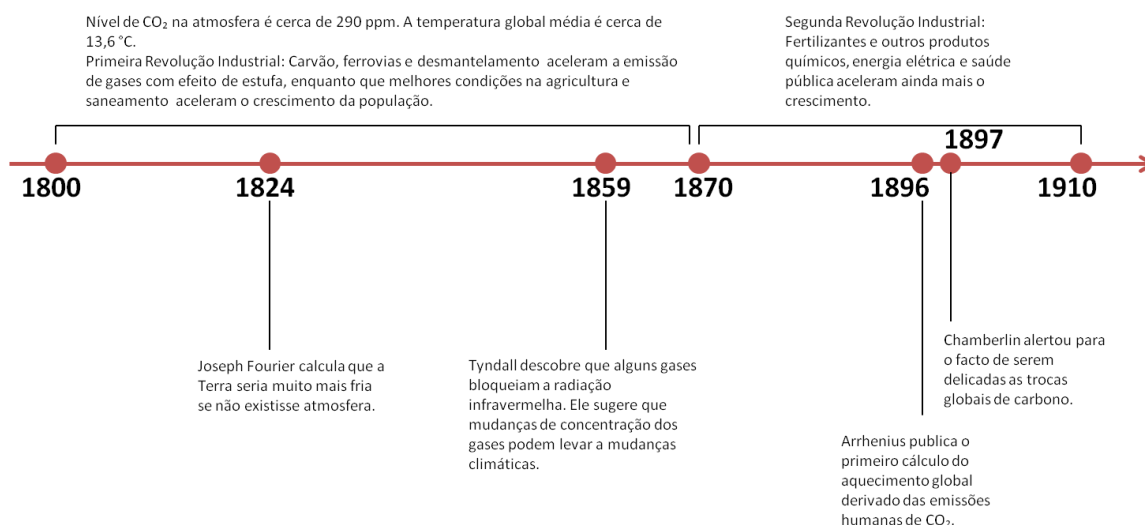 Nível de CO₂ na atmosfera é cerca de 290 ppm. A temperatura global média é cerca de
13,6 °C.
Primeira Revolução Industrial: Carvão, ferrovias e desmantelamento aceleram a emissão
de gases com efeito de estufa, enquanto que melhores condições na agricultura e
saneamento aceleram o crescimento da população.
Segunda Revolução Industrial:
Fertilizantes e outros produtos
químicos, energia elétrica e saúde
pública aceleram ainda mais o
crescimento.
1800
1824
1859
1870
1896
1897
1910
Joseph Fourier calcula que a
Terra seria muito mais fria
se não existisse atmosfera.
Tyndall descobre que alguns gases
bloqueiam a radiação
infravermelha. Ele sugere que
mudanças de concentração dos
gases podem levar a mudanças
climáticas.
Arrhenius publica o
primeiro cálculo do
aquecimento global
derivado das emissões
humanas de CO₂.
Chamberlin alertou para
o facto de serem
delicadas as trocas
globais de carbono.